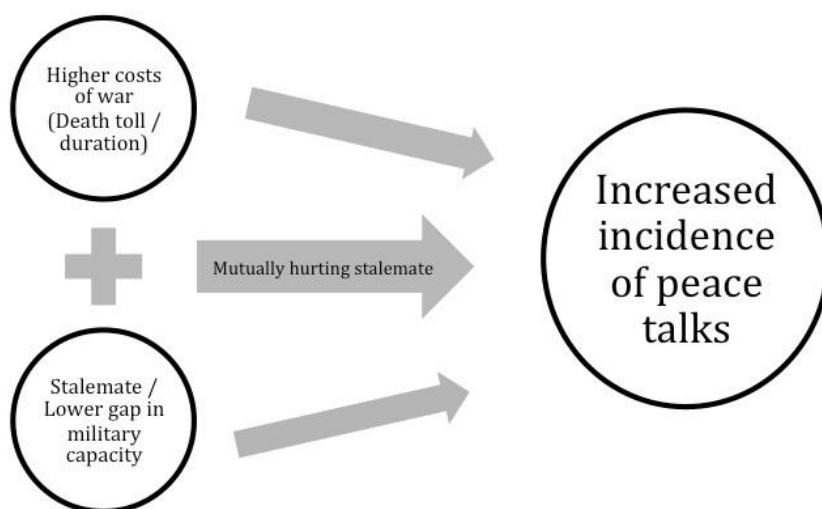 Higher costs
of war
(Death toll /
duration)
Mutually hurting stalemate
Stalemate /
Lower gap in
military
capacity
Increased
incidence
of peace
talks